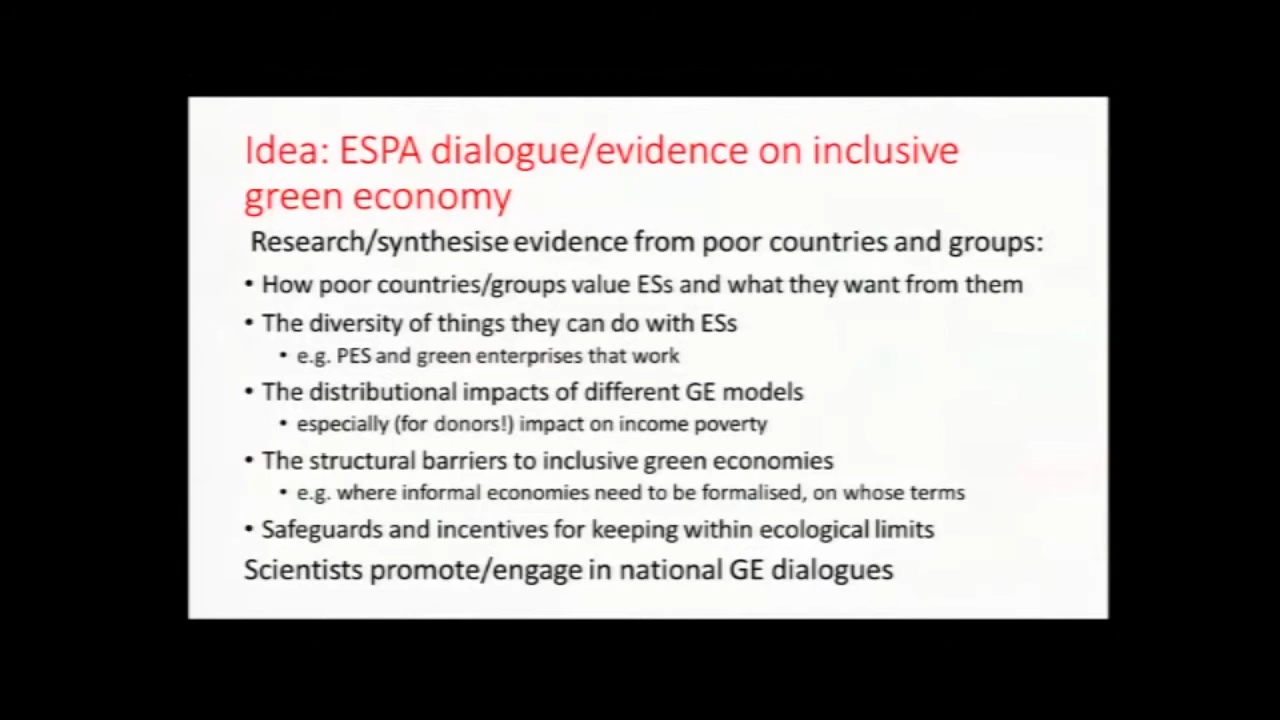 Idea: ESPA dialogue/evidence on inclusive
green economy
Research/synthesise evidence from poor countries and groups:
• How poor countries/groups value ESs and what they want from them
• The diversity of things they can do with ESs
• e.g. PES and green enterprises that work
• The distributional impacts of different GE models
• especially (for donors!) impact on income poverty
• The structural barriers to inclusive green economies
• e.g. where informal economies need to be formalised, on whose terms
• Safeguards and incentives for keeping within ecological limits
Scientists promote/engage in national GE dialogues